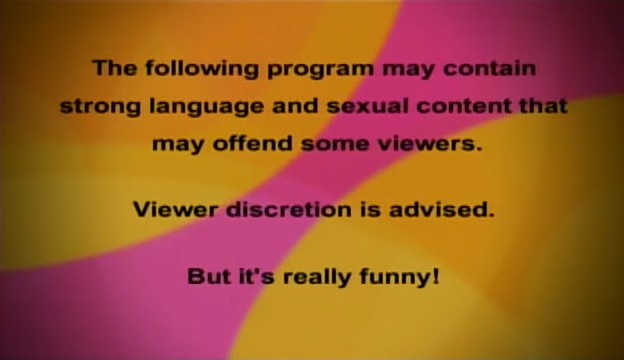 The following program may contain
strong language and sexual content that
may offend some viewers.
Viewer discretion is advised.
But it's really funny!